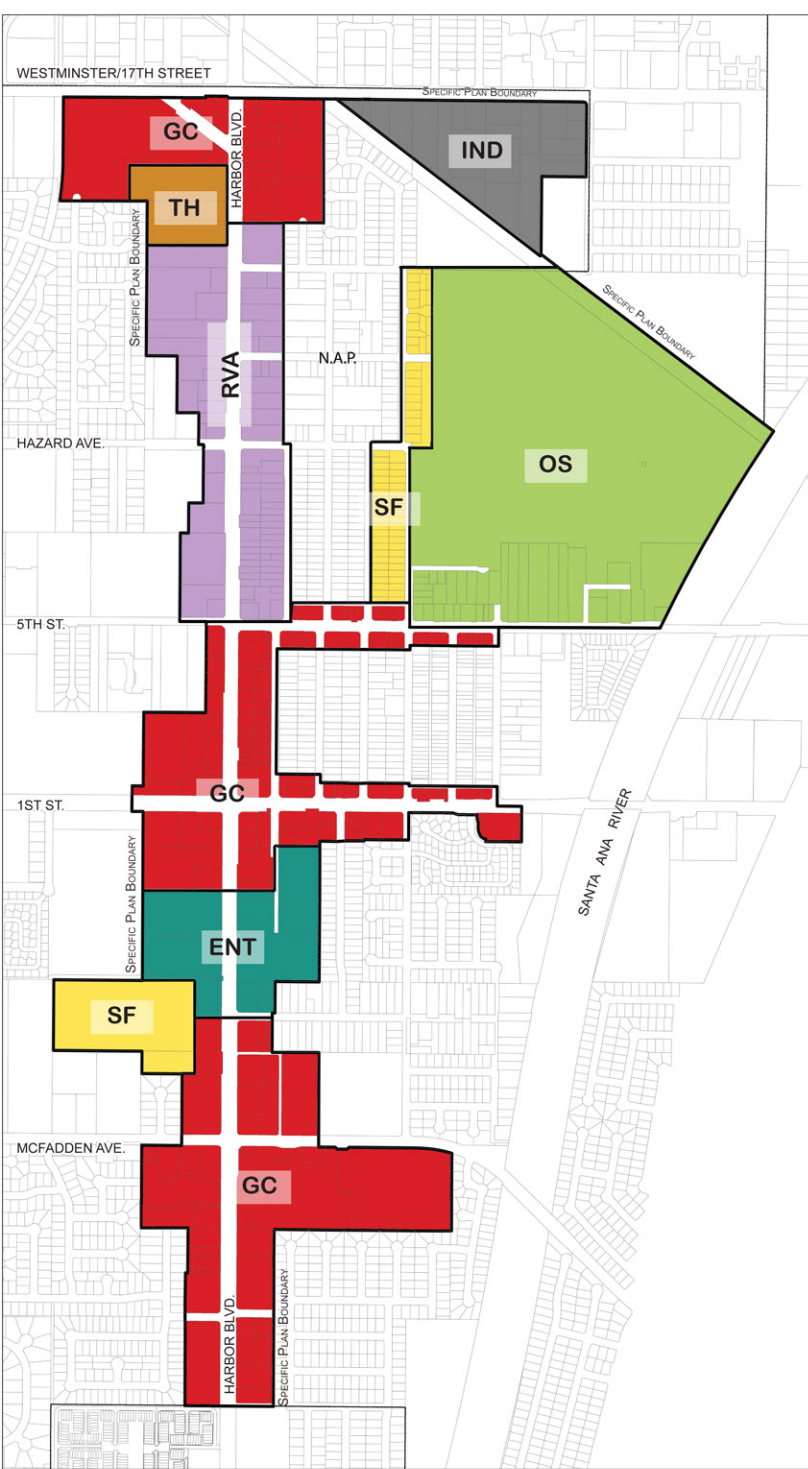 WESTMINSTER/17TH STREET
SPECIFIC PLAN BOUNDARY
GC
HARBOR BLVD.
IND
TH
SPECIFIC PLAN BOUNDARY
SPECIFIC PLAN BOUNDARY
RVA
N.A.P.
HAZARD AVE.
OS
SF
5TH ST.
GC
1ST ST.
SANTA ANA RIVER
SPECIFIC PLAN BOUNDARY
ENT
SF
MCFADDEN AVE.
GC
HARBOR BLVD.
SPECIFIC PLAN BOUNDARY